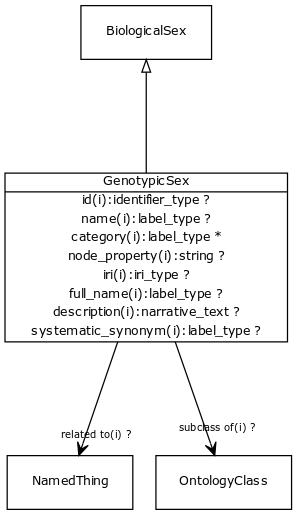 BiologicalSex
GenotypicSex
id(i):identifier_type ?
name(i):label_type ?
category(i):label_type *
node_property(i):string ?
iri(i):iri_type ?
full_name(i):label_type ?
description(i):narrative_text ?
systematic_synonym(i):label_type ?
related to(i) ?
subclass of(i) ?
NamedThing
OntologyClass